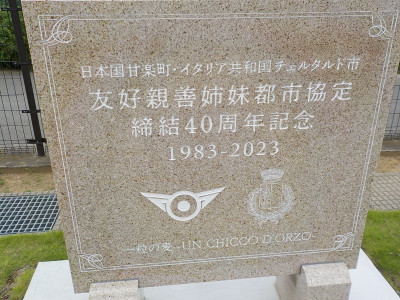 日本国甘楽町・イタリア共和国チェルタルド市
友好親善姉妹都市協定
締結40周年記念
1983-2023
一粒の麦 -UN CHICCO D'ORZO-